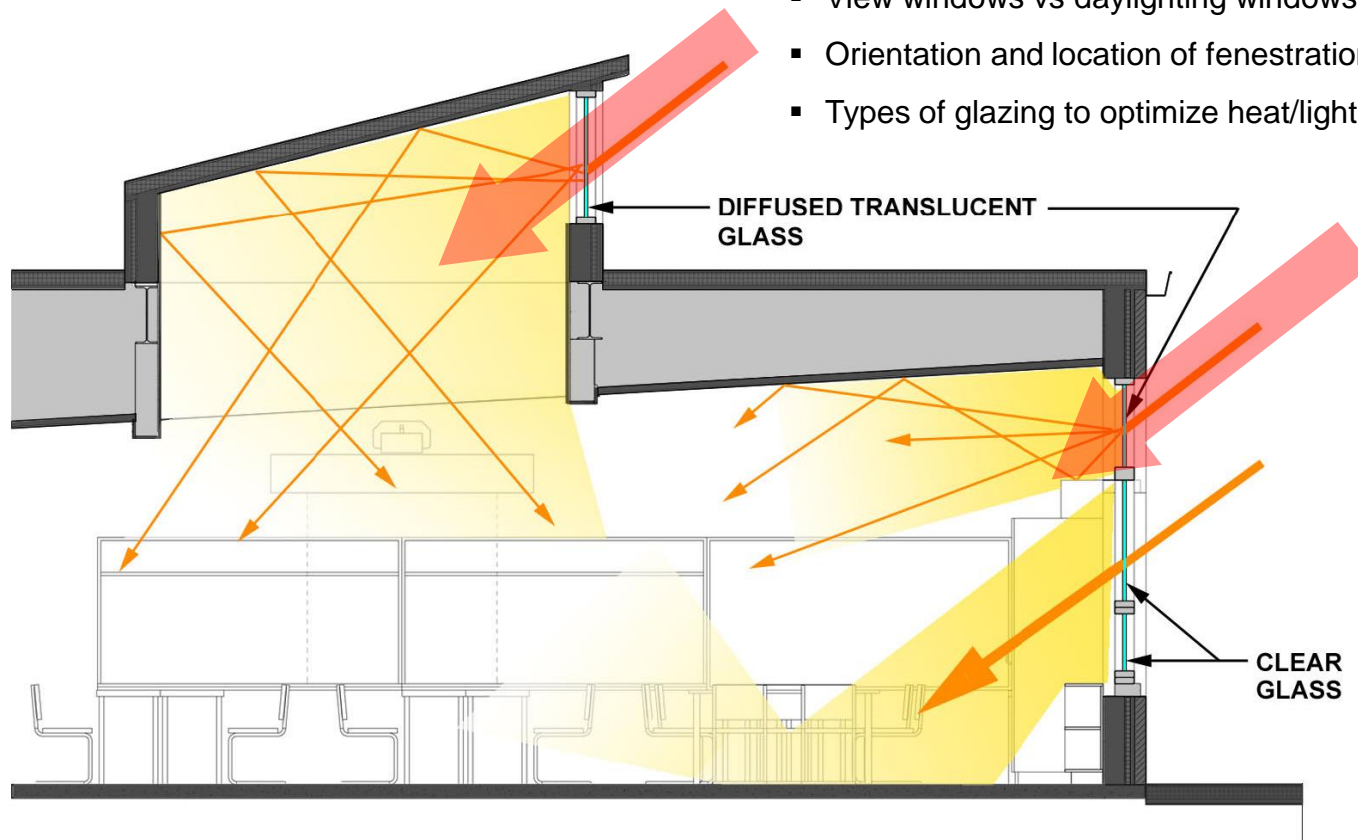 View windows vs daylighting windows
Orientation and location of fenestration
Types of glazing to optimize heat/light
DIFFUSED TRANSLUCENT
GLASS
CLEAR
GLASS